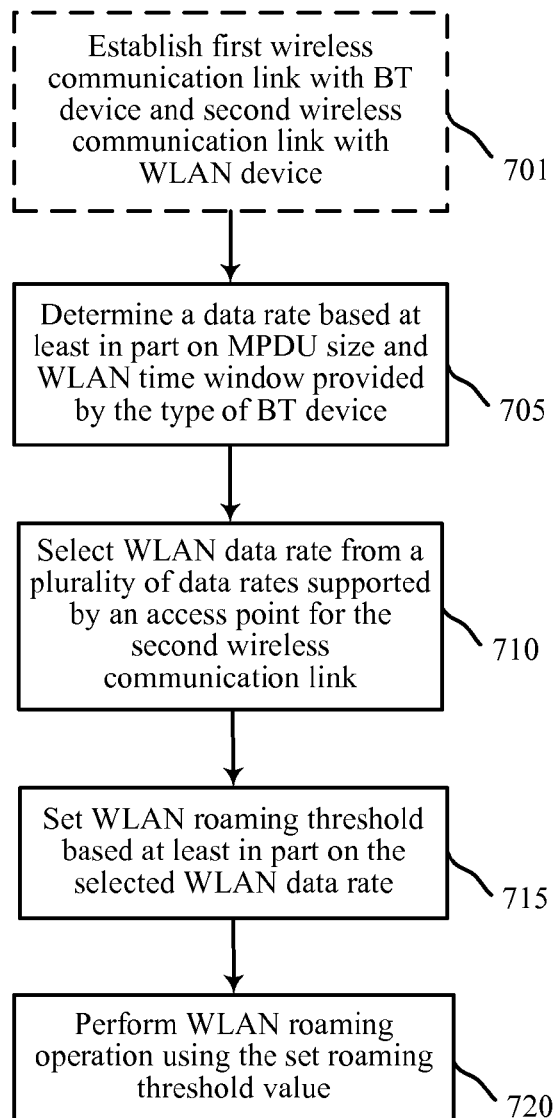 Establish first wireless
communication link with BT
device and second wireless
communication link with
WLAN device
701
Determine a data rate based at
least in part on MPDU size and
WLAN time window provided
by the type of BT device
705
Select WLAN data rate from a
plurality of data rates supported
by an access point for the
second wireless
communication link
710
Set WLAN roaming threshold
based at least in part on the
selected WLAN data rate
715
Perform WLAN roaming
operation using the set roaming
threshold value
720